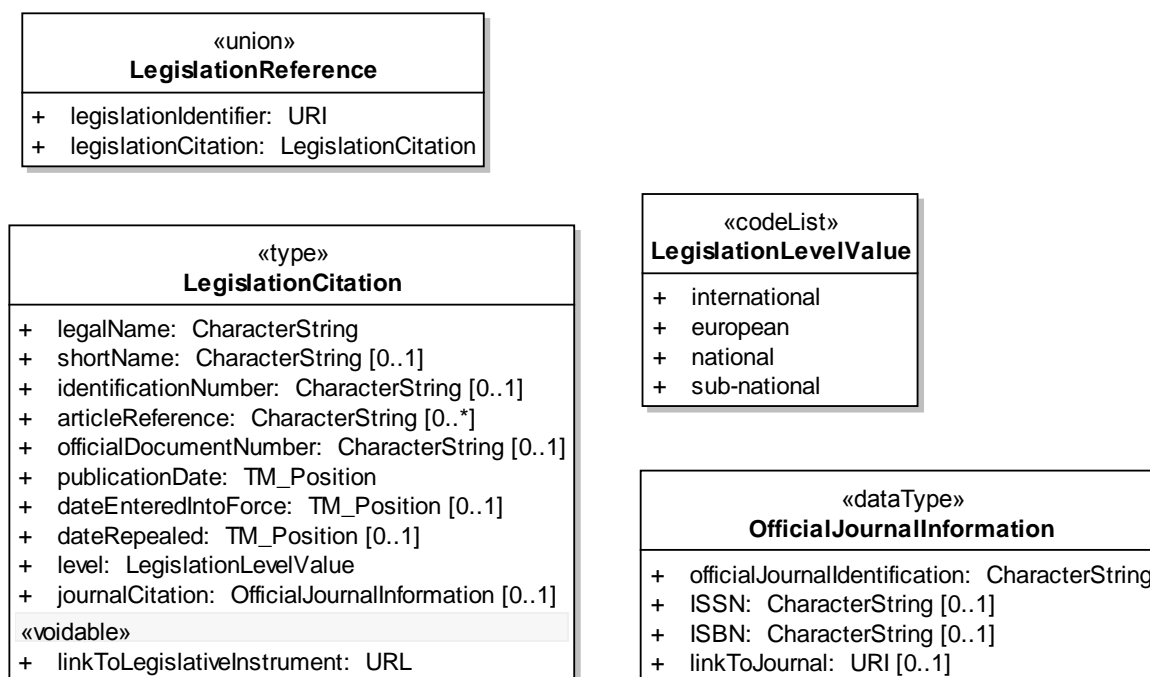 «union»
LegislationReference
+ legislationIdentifier: URI
+ legislationCitation: LegislationCitation
«type»
LegislationCitation
+ legalName: CharacterString
+ shortName: CharacterString [0..1]
+ identificationNumber: CharacterString [0..1]
+ articleReference: CharacterString [0..*]
+ officialDocumentNumber: CharacterString [0..1]
+ publicationDate: TM_Position
+ dateEnteredIntoForce: TM_Position [0..1]
+ dateRepealed: TM_Position [0..1]
+ level: LegislationLevelValue
+ journalCitation: OfficialJournalInformation [0..1]
«voidable»
+ linkToLegislativeInstrument: URL
«codeList»
LegislationLevelValue
+ international
+ european
+ national
+ sub-national
«dataType»
OfficialJournalInformation
+ officialJournalIdentification: CharacterString
+ ISSN: CharacterString [0..1]
+ ISBN: CharacterString [0..1]
+ linkToJournal: URI [0..1]